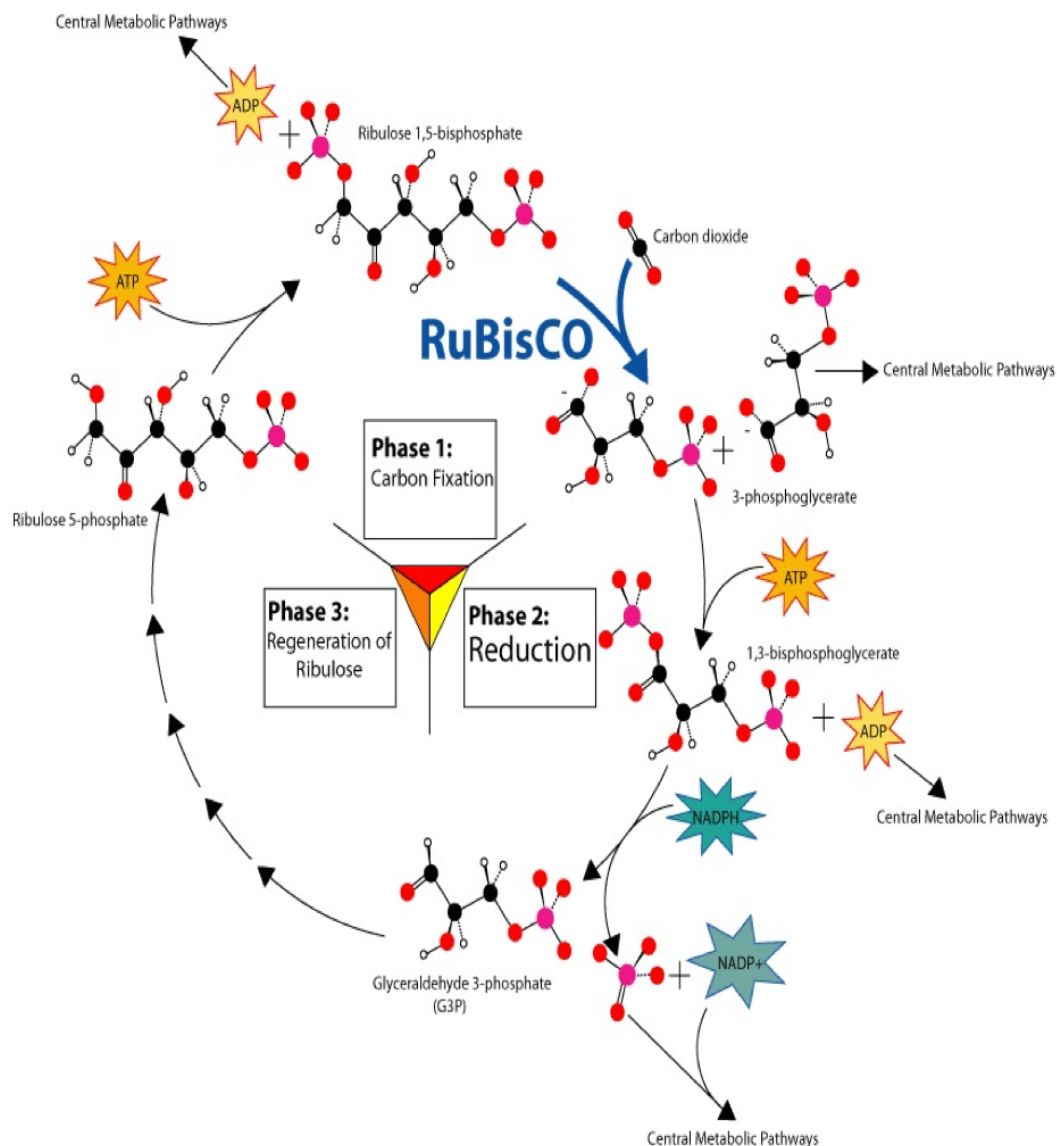 Central Metabolic Pathways
ADP
+
Ribulose 1,5-bisphosphate
Carbon dioxide
ATP
RuBisCO
Central Metabolic Pathways
-
-
+
3-phosphoglycerate
Phase 1:
Carbon Fixation
Ribulose 5-phosphate
ATP
Phase 3:
Regeneration of
Ribulose
Phase 2:
Reduction
1,3-bisphosphoglycerate
+
ADP
Central Metabolic Pathways
NADPH
Glyceraldehyde 3-phosphate
(G3P)
+
NADP+
Central Metabolic Pathways